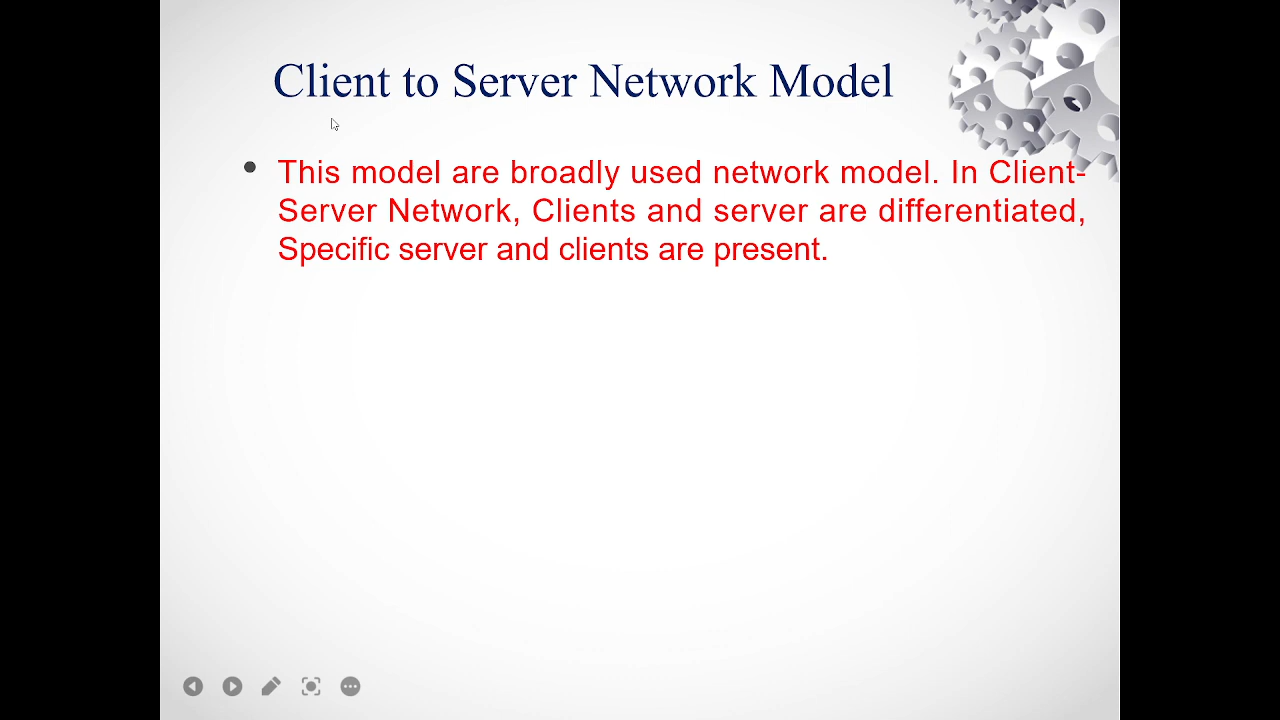 Client to Server Network Model
• This model are broadly used network model. In Client-
Server Network, Clients and server are differentiated,
Specific server and clients are present.